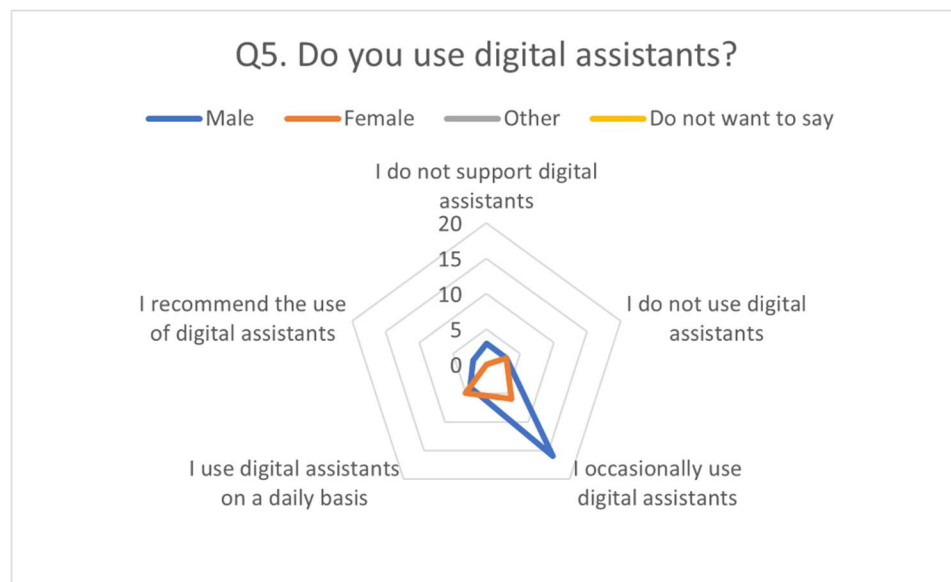 Q5. Do you use digital assistants?
Male Female Other Do not want to say
I do not support digital
assistants
20
15
10
5
0
I do not use digital
assistants
I occasionally use
digital assistants
I use digital assistants
on a daily basis
I recommend the use
of digital assistants